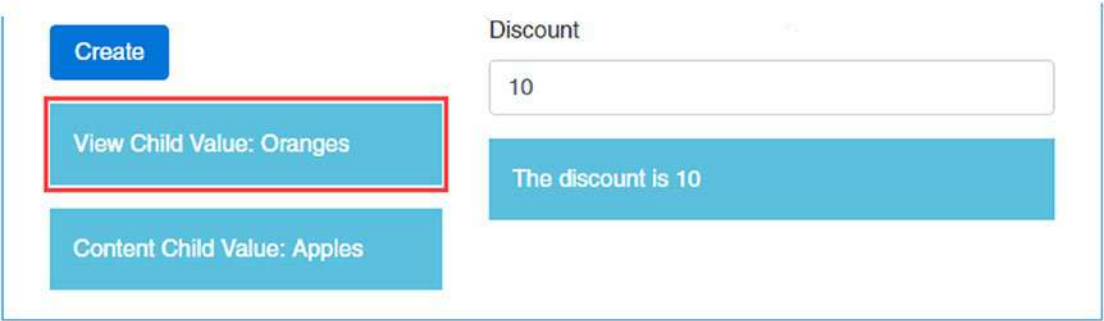 Create
View Child Value: Oranges
Content Child Value: Apples
Discount
10
The discount is 10